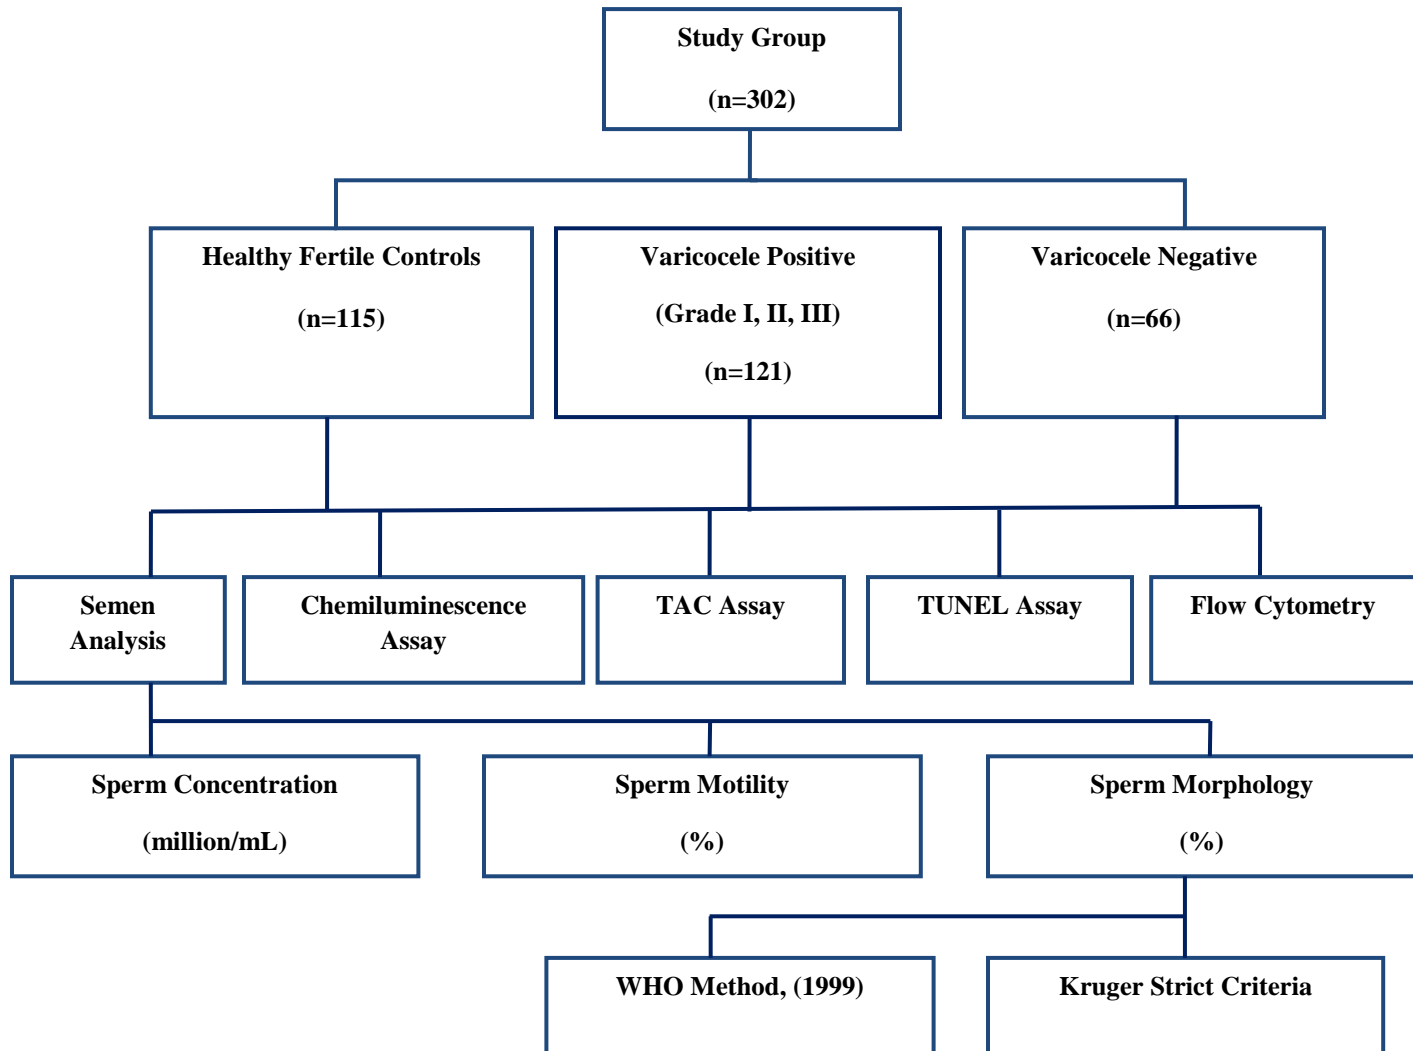 Study Group
(n=302)
Healthy Fertile Controls
(n=115)
Varicocele Positive
(Grade I, II, III)
(n=121)
Varicocele Negative
(n=66)
Semen
Analysis
Chemiluminescence
Assay
TAC Assay
TUNEL Assay
Flow Cytometry
Sperm Concentration
(million/mL)
Sperm Motility
(%)
Sperm Morphology
(%)
WHO Method, (1999)
Kruger Strict Criteria